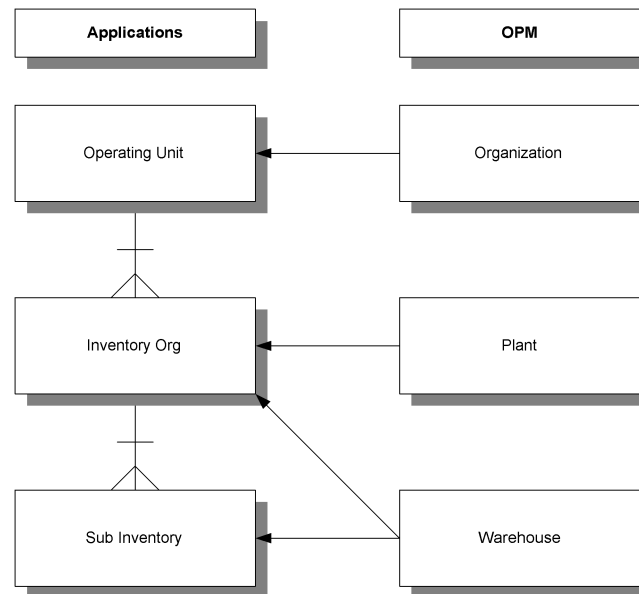 Applications
OPM
Operating Unit
Organization
Inventory Org
Plant
Sub Inventory
Warehouse